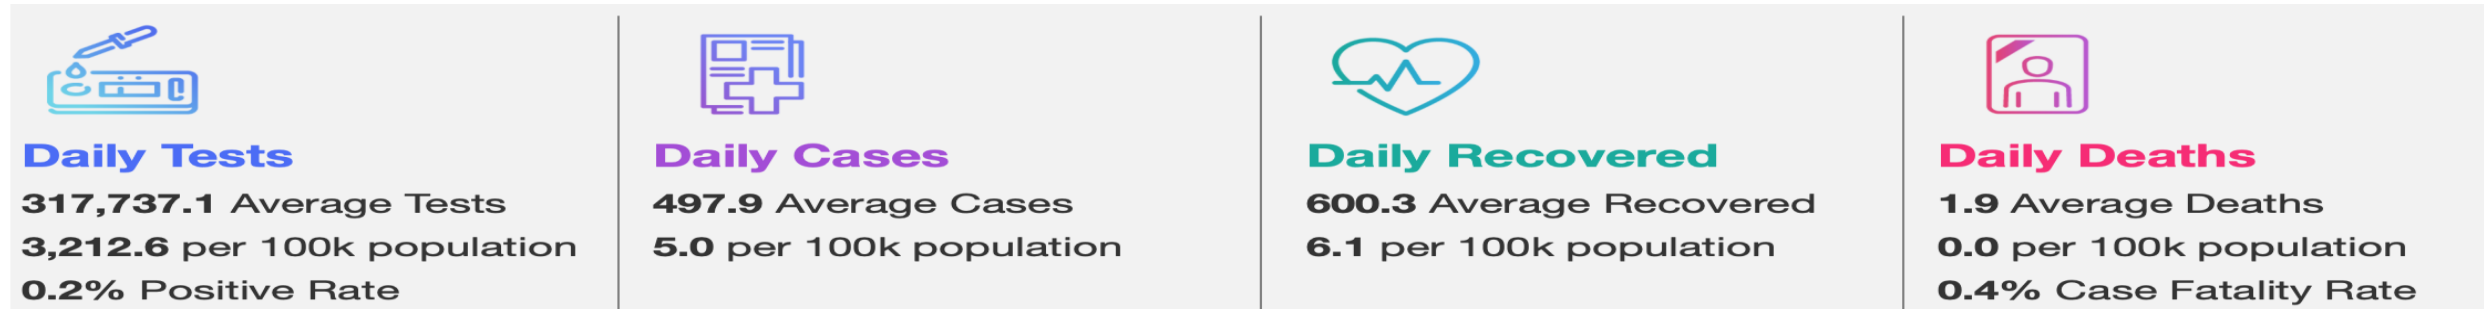 Daily Tests
317,737.1 Average Tests
3,212.6 per 100k population
0.2% Positive Rate
Daily Cases
497.9 Average Cases
5.0 per 100k population
Daily Recovered
600.3 Average Recovered
6.1 per 100k population
Daily Deaths
1.9 Average Deaths
0.0 per 100k population
0.4% Case Fatality Rate